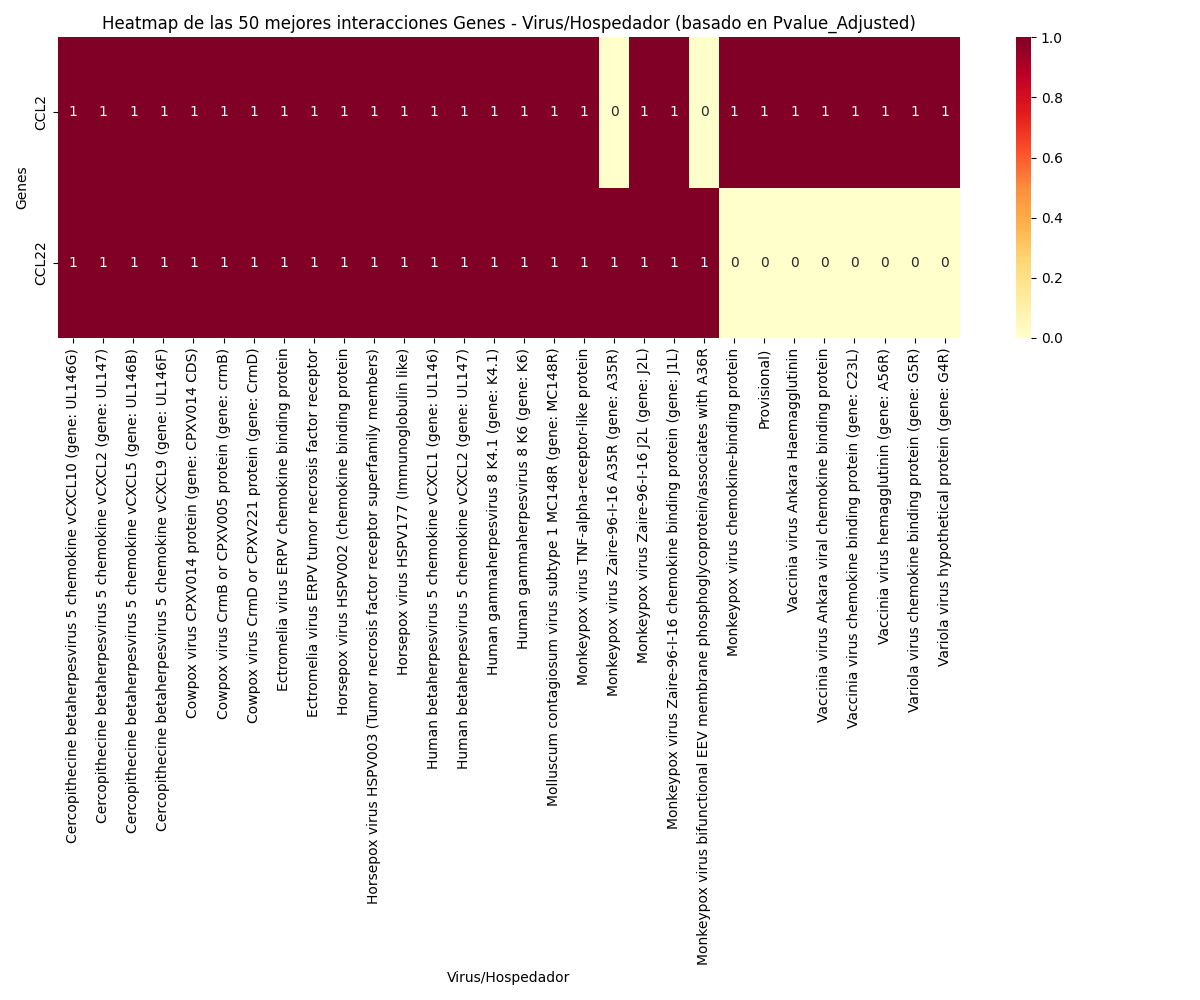 Heatmap de las 50 mejores interacciones Genes - Virus/Hospedador (basado en Pvalue_Adjusted)
Genes
CCL2
1 1 1 1 1 1 1 1 1 1 1 1 1 1 1 1 1 1 0 1 1 0 1 1 1 1 1 1 1 1
CCL22
1 1 1 1 1 1 1 1 1 1 1 1 1 1 1 1 1 1 1 1 1 1 0 0 0 0 0 0 0 0
Cercopithecine betaherpesvirus 5 chemokine vCXCL10 (gene: UL146G)
Cercopithecine betaherpesvirus 5 chemokine vCXCL2 (gene: UL147)
Cercopithecine betaherpesvirus 5 chemokine vCXCL5 (gene: UL146B)
Cercopithecine betaherpesvirus 5 chemokine vCXCL9 (gene: UL146F)
Cowpox virus CPXV014 protein (gene: CPXV014 CDS)
Cowpox virus CrmB or CPXV005 protein (gene: crmB)
Cowpox virus CrmD or CPXV221 protein (gene: CrmD)
Ectromelia virus ERPV chemokine binding protein
Ectromelia virus ERPV tumor necrosis factor receptor
Horsepox virus HSPV002 (chemokine binding protein
Horsepox virus HSPV003 (Tumor necrosis factor receptor superfamily members)
Horsepox virus HSPV177 (Immunoglobulin like)
Human betaherpesvirus 5 chemokine vCXCL1 (gene: UL146)
Human betaherpesvirus 5 chemokine vCXCL2 (gene: UL147)
Human gammaherpesvirus 8 K4.1 (gene: K4.1)
Human gammaherpesvirus 8 K6 (gene: K6)
Molluscum contagiosum virus subtype 1 MC148R (gene: MC148R)
Monkeypox virus TNF-alpha-receptor-like protein
Monkeypox virus Zaire-96-I-16 A35R (gene: A35R)
Monkeypox virus Zaire-96-I-16 J2L (gene: J2L)
Monkeypox virus Zaire-96-I-16 chemokine binding protein (gene: J1L)
Monkeypox virus bifunctional EEV membrane phosphoglycoprotein/associates with A36R
Monkeypox virus chemokine-binding protein
Provisional)
Vaccinia virus Ankara Haemagglutinin
Vaccinia virus Ankara viral chemokine binding protein
Vaccinia virus chemokine binding protein (gene: C23L)
Vaccinia virus hemagglutinin (gene: A56R)
Variola virus chemokine binding protein (gene: G5R)
Variola virus hypothetical protein (gene: G4R)
Virus/Hospedador
1.0
0.8
0.6
0.4
0.2
0.0